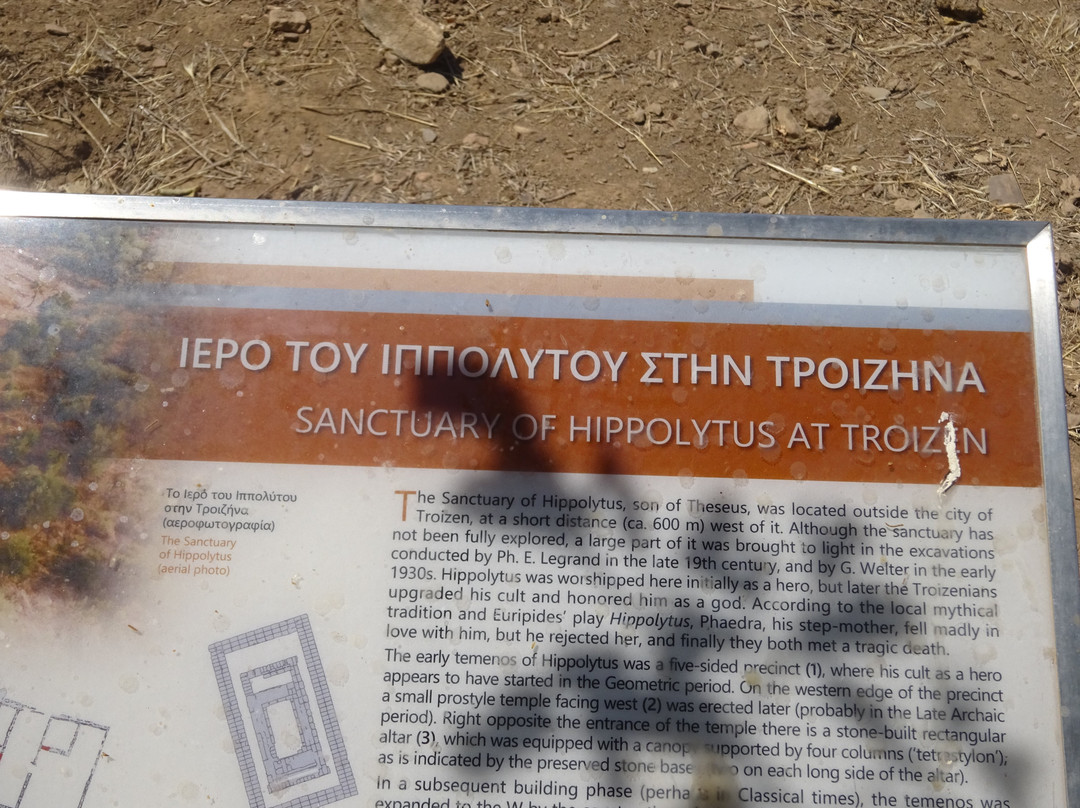 ΙΕΡΟ ΤΟΥ ΙΠΠΟΛΥΤΟΥ ΣΤΗΝ ΤΡΟΙΖΗΝΑ
SANCTUARY OF HIPPOLYTUS AT TROIZEN
Το Ιερό του Ιππολύτου
στην Τροιζήνα
(αεροφωτογραφία)
The Sanctuary
of Hippolytus
(aerial photo)
The Sanctuary of Hippolytus, son of Theseus, was located outside the city of
Troizen, at a short distance (ca. 600 m) west of it. Although the sanctuary has
not been fully explored, a large part of it was brought to light in the excavations
conducted by Ph. E. Legrand in the late 19th century, and by G. Welter in the early
1930s. Hippolytus was worshipped here initially as a hero, but later the Troizenians
upgraded his cult and honored him as a god. According to the local mythical
tradition and Euripides' play Hippolytus, Phaedra, his step-mother, fell madly in
love with him, but he rejected her, and finally they both met a tragic death.
The early temenos of Hippolytus was a five-sided precinct (1), where his cult as a hero
appears to have started in the Geometric period. On the western edge of the precinct
a small prostyle temple facing west (2) was erected later (probably in the Late Archaic
period). Right opposite the entrance of the temple there is a stone-built rectangular
altar (3), which was equipped with a canopy supported by four columns ('tetrastylon');
as is indicated by the preserved stone bases (two on each long side of the altar).
In a subsequent building phase (perhaps in Classical times), the temenos was
expanded to the W by the